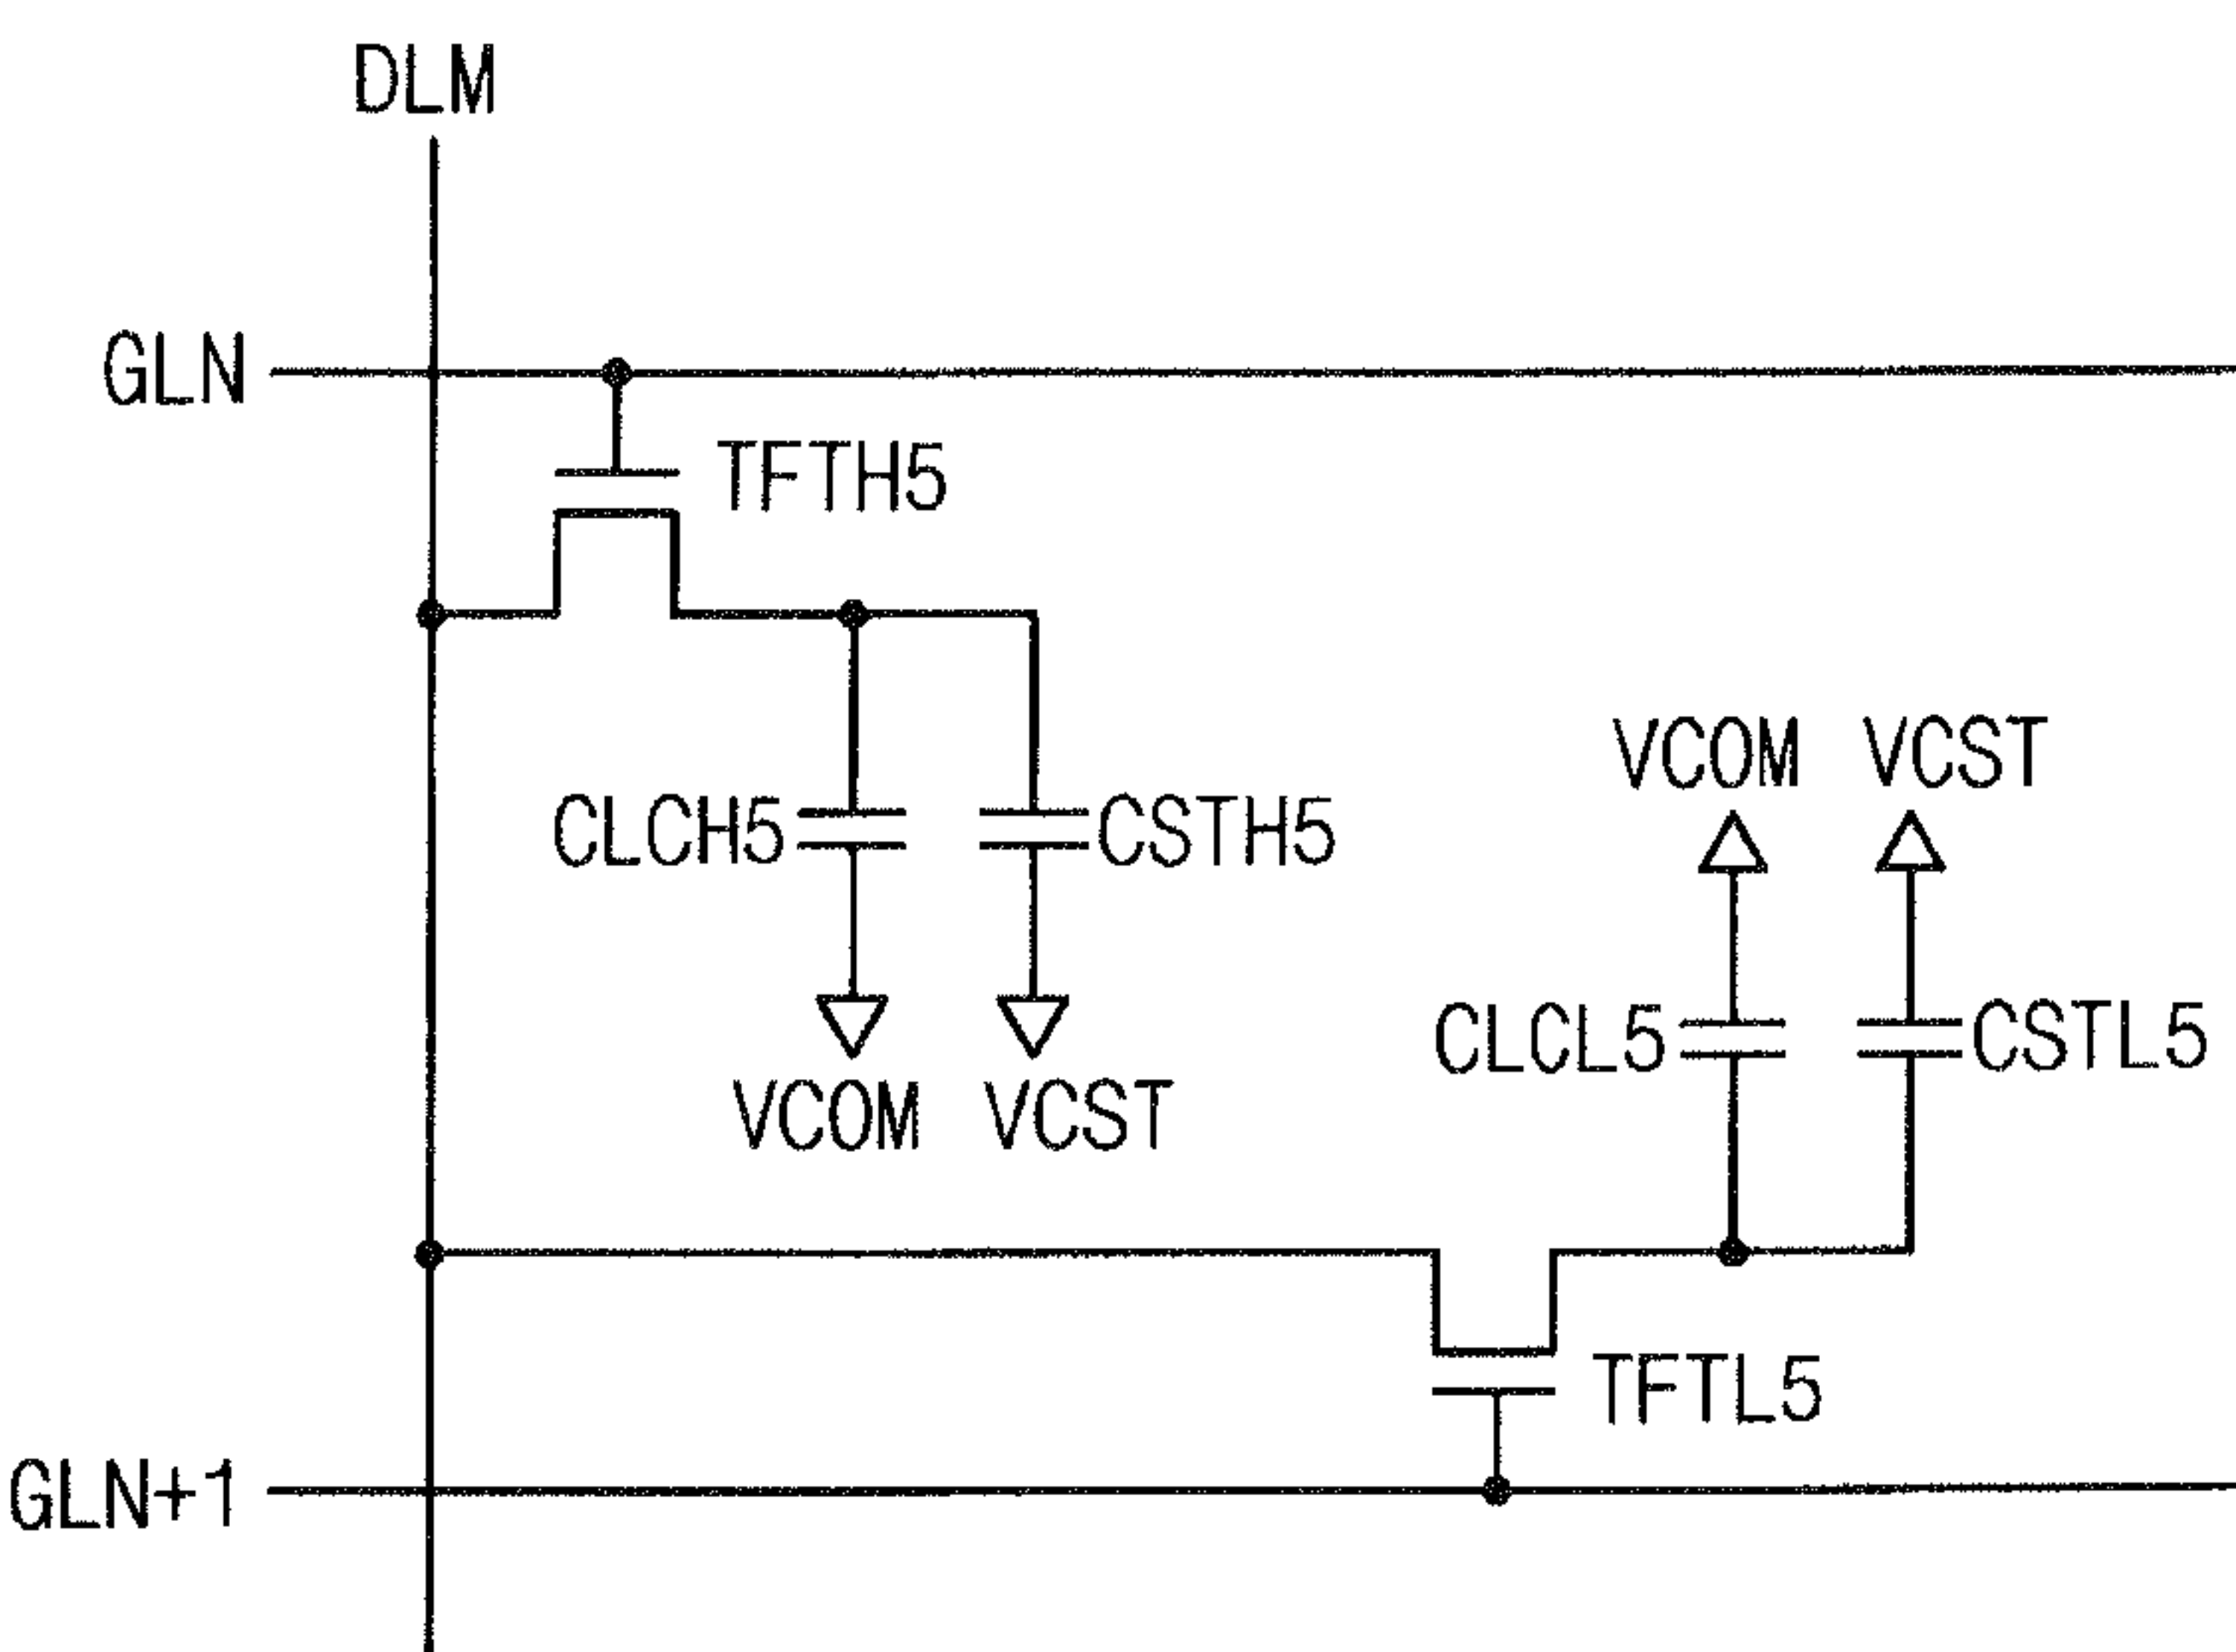 DLM
GLN
TFTH5
VCOM VCST
CLCH5
CSTH5
CLCL5
CSTL5
VCOM VCST
TFTL5
GLN+1